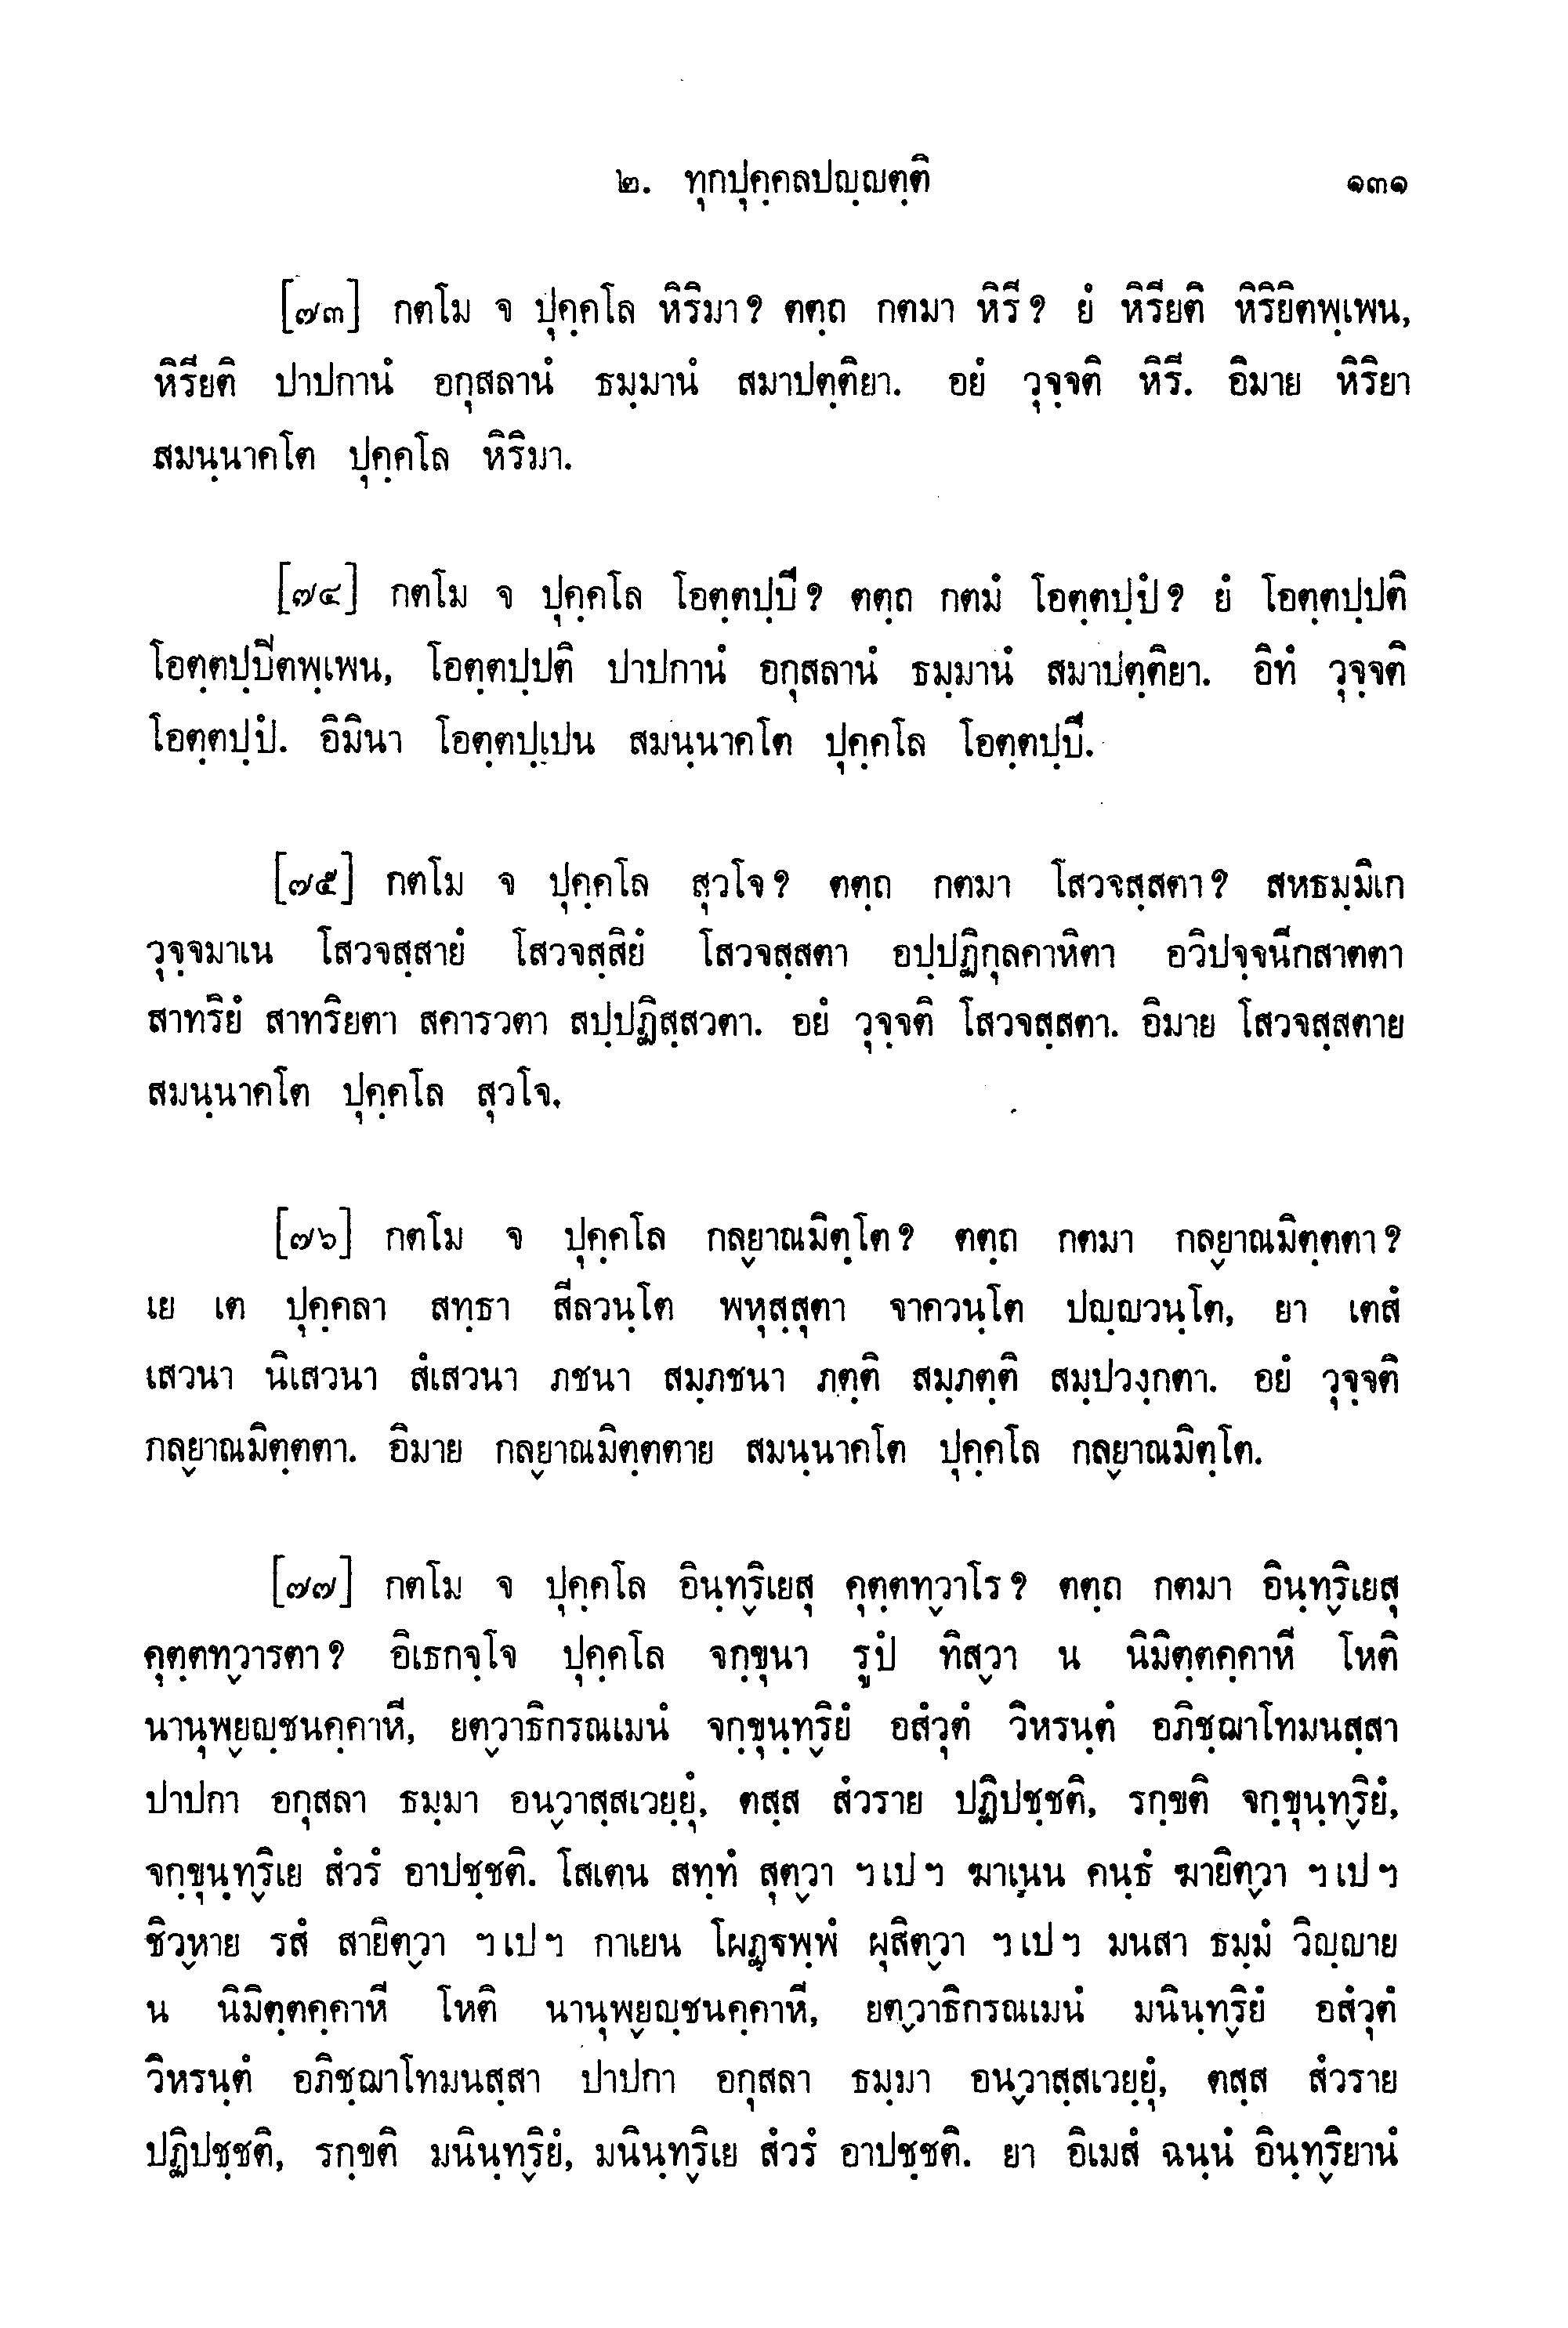 ๒. ทุกปุคฺคลปญฺญตฺติ ๑๓๑
[๗๓] กตโม จ ปุคฺคโล หิริมา? ตตฺถ กตมา หิรี? ยํ หิรียติ หิริยิตพฺเพน,
หิรียติ ปาปกานํ อกุสลานํ ธมฺมานํ สมาปตฺติยา. อยํ วุจฺจติ หิรี. อิมาย หิริยา
สมนฺนาคโต ปุคฺคโล หิริมา.
[๗๔] กตโม จ ปุคฺคโล โอตฺตปฺปี? ตตฺถ กตมํ โอตฺตปฺปํ? ยํ โอตฺตปฺปติ
โอตฺตปฺปีตพฺเพน, โอตฺตปฺปติ ปาปกานํ อกุสลานํ ธมฺมานํ สมาปตฺติยา. อิทํ วุจฺจติ
โอตฺตปฺปํ. อิมินา โอตฺตปฺเปน สมนฺนาคโต ปุคฺคโล โอตฺตปฺปี.
[๗๕] กตโม จ ปุคฺคโล สุวโจ? ตตฺถ กตมา โสวจสฺสตา? สหธมฺมิเก
วุจฺจมาเน โสวจสฺสายํ โสวจสฺสิยํ โสวจสฺสตา อปฺปฏิกุลคาหิตา อวิปจฺจนีกสาตตา
สาทริยํ สาทริยตา สคารวตา สปฺปฏิสฺสวตา. อยํ วุจฺจติ โสวจสฺสตา. อิมาย โสวจสฺสตาย
สมนฺนาคโต ปุคฺคโล สุวโจ.
[๗๖] กตโม จ ปุคฺคโล กล๎ยาณมิตฺโต? ตตฺถ กตมา กล๎ยาณมิตฺตตา?
เย เต ปุคฺคลา สทฺธา สีลวนฺโต พหุสฺสุตา จาควนฺโต ปญฺญวนฺโต, ยา เตสํ
เสวนา นิเสวนา สํเสวนา ภชนา สมฺภชนา ภตฺติ สมฺภตฺติ สมฺปวงฺกตา. อยํ วุจฺจติ
กล๎ยาณมิตฺตตา. อิมาย กล๎ยาณมิตฺตตาย สมนฺนาคโต ปุคฺคโล กล๎ยาณมิตฺโต.
[๗๗] กตโม จ ปุคฺคโล อินฺท๎ริเยสุ คุตฺตท๎วาโร? ตตฺถ กตมา อินฺท๎ริเยสุ
คุตฺตท๎วารตา? อิเธกจฺโจ ปุคฺคโล จกฺขุนา รูปํ ทิส๎วา น นิมิตฺตคฺคาหี โหติ
นานุพ๎ยญฺชนคฺคาหี, ยต๎วาธิกรณเมนํ จกฺขุนฺท๎ริยํ อสํวุตํ วิหรนฺตํ อภิชฺฌาโทมนสฺสา
ปาปกา อกุสลา ธมฺมา อน๎วาสฺสเวยฺยุํ, ตสฺส สํวราย ปฏิปชฺชติ, รกฺขติ จกฺขุนฺท๎ริยํ,
จกฺขุนฺท๎ริเย สํวรํ อาปชฺชติ. โสเตน สทฺทํ สุต๎วา ฯเปฯ ฆาเนน คนฺธํ ฆายิต๎วา ฯเปฯ
ชิว๎หาย รสํ สายิต๎วา ฯเปฯ กาเยน โผฏฺฐพฺพํ ผุสิต๎วา ฯเปฯ มนสา ธมฺมํ วิญฺญาย
น นิมิตฺตคฺคาหี โหติ นานุพ๎ยญฺชนคฺคาหี, ยต๎วาธิกรณเมนํ มนินฺท๎ริยํ อสํวุตํ
วิหรนฺตํ อภิชฺฌาโทมนสฺสา ปาปกา อกุสลา ธมฺมา อน๎วาสฺสเวยฺยุํ, ตสฺส สํวราย
ปฏิปชฺชติ, รกฺขติ มนินฺท๎ริยํ, มนินฺท๎ริเย สํวรํ อาปชฺชติ. ยา อิเมสํ ฉนฺนํ อินฺท๎ริยานํ